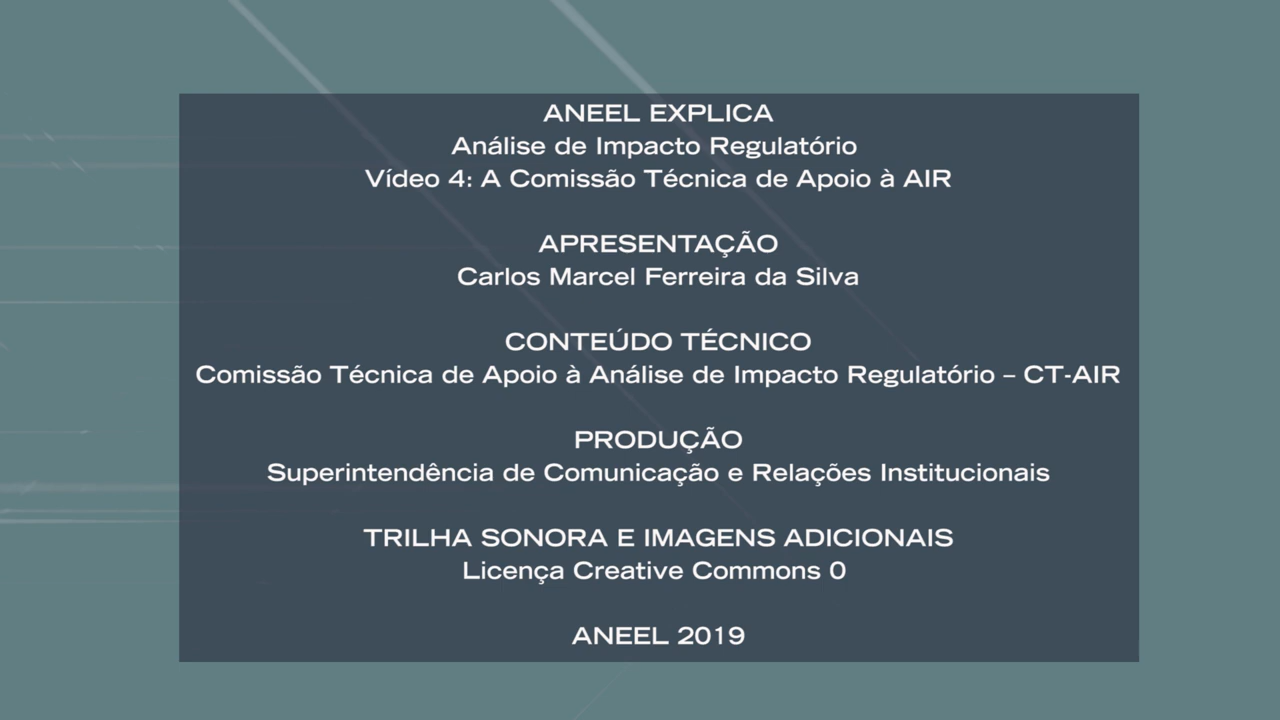 ANEEL EXPLICA
Análise de Impacto Regulatório
Vídeo 4: A Comissão Técnica de Apoio à AIR
APRESENTAÇÃO
Carlos Marcel Ferreira da Silva
CONTEÚDO TÉCNICO
Comissão Técnica de Apoio à Análise de Impacto Regulatório – CT-AIR
PRODUÇÃO
Superintendência de Comunicação e Relações Institucionais
TRILHA SONORA E IMAGENS ADICIONAIS
Licença Creative Commons 0
ANEEL 2019